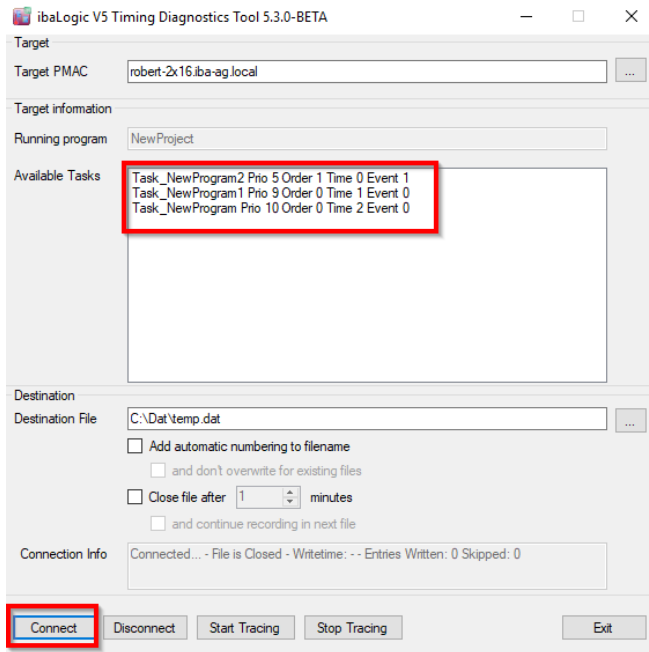 ibaLogic V5 Timing Diagnostics Tool 5.3.0-BETA
Target
Target PMAC robert-2x16.iba-ag.local ...
Target information
Running program NewProject
Available Tasks
Task_NewProgram2 Prio 5 Order 1 Time 0 Event 1
Task_NewProgram1 Prio 9 Order 0 Time 1 Event 0
Task_NewProgram Prio 10 Order 0 Time 2 Event 0
Destination
Destination File C:\Dat\temp.dat ...
Add automatic numbering to filename
and don't overwrite for existing files
Close file after 1 minutes
and continue recording in next file
Connection Info Connected... - File is Closed - Writetime: - - Entries Written: 0 Skipped: 0
Connect Disconnect Start Tracing Stop Tracing Exit